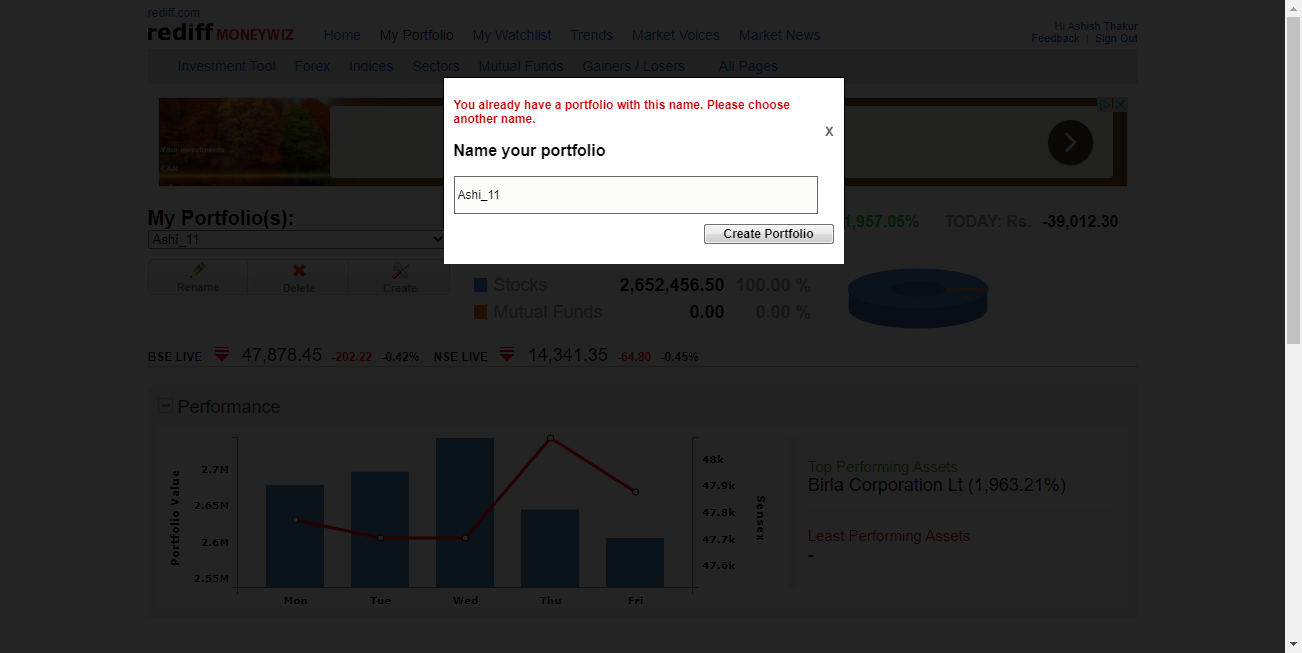 rediff.com
rediff MONEYWIZ
Home My Portfolio My Watchlist Trends Market Voices Market News
Hi Ashish Thakur
Feedback | Sign Out
Investment Tool Forex Indices Sectors Mutual Funds Gainers / Losers All Pages
You already have a portfolio with this name. Please choose
another name.
X
Name your portfolio
Ashi_11
Create Portfolio
Your investments
CAN
My Portfolio(s):
Ashi_11
1,957.05% TODAY: Rs. -39,012.30
Rename Delete Create
Stocks 2,652,456.50 100.00 %
Mutual Funds 0.00 0.00 %
BSE LIVE 47,878.45 -202.22 -0.42% NSE LIVE 14,341.35 -64.80 -0.45%
Performance
Portfolio Value
2.7M
2.65M
2.6M
2.55M
Mon Tue Wed Thu Fri
48k
47.9k
47.8k
47.7k
47.6k
Sensex
Top Performing Assets
Birla Corporation Lt (1,963.21%)
Least Performing Assets
-